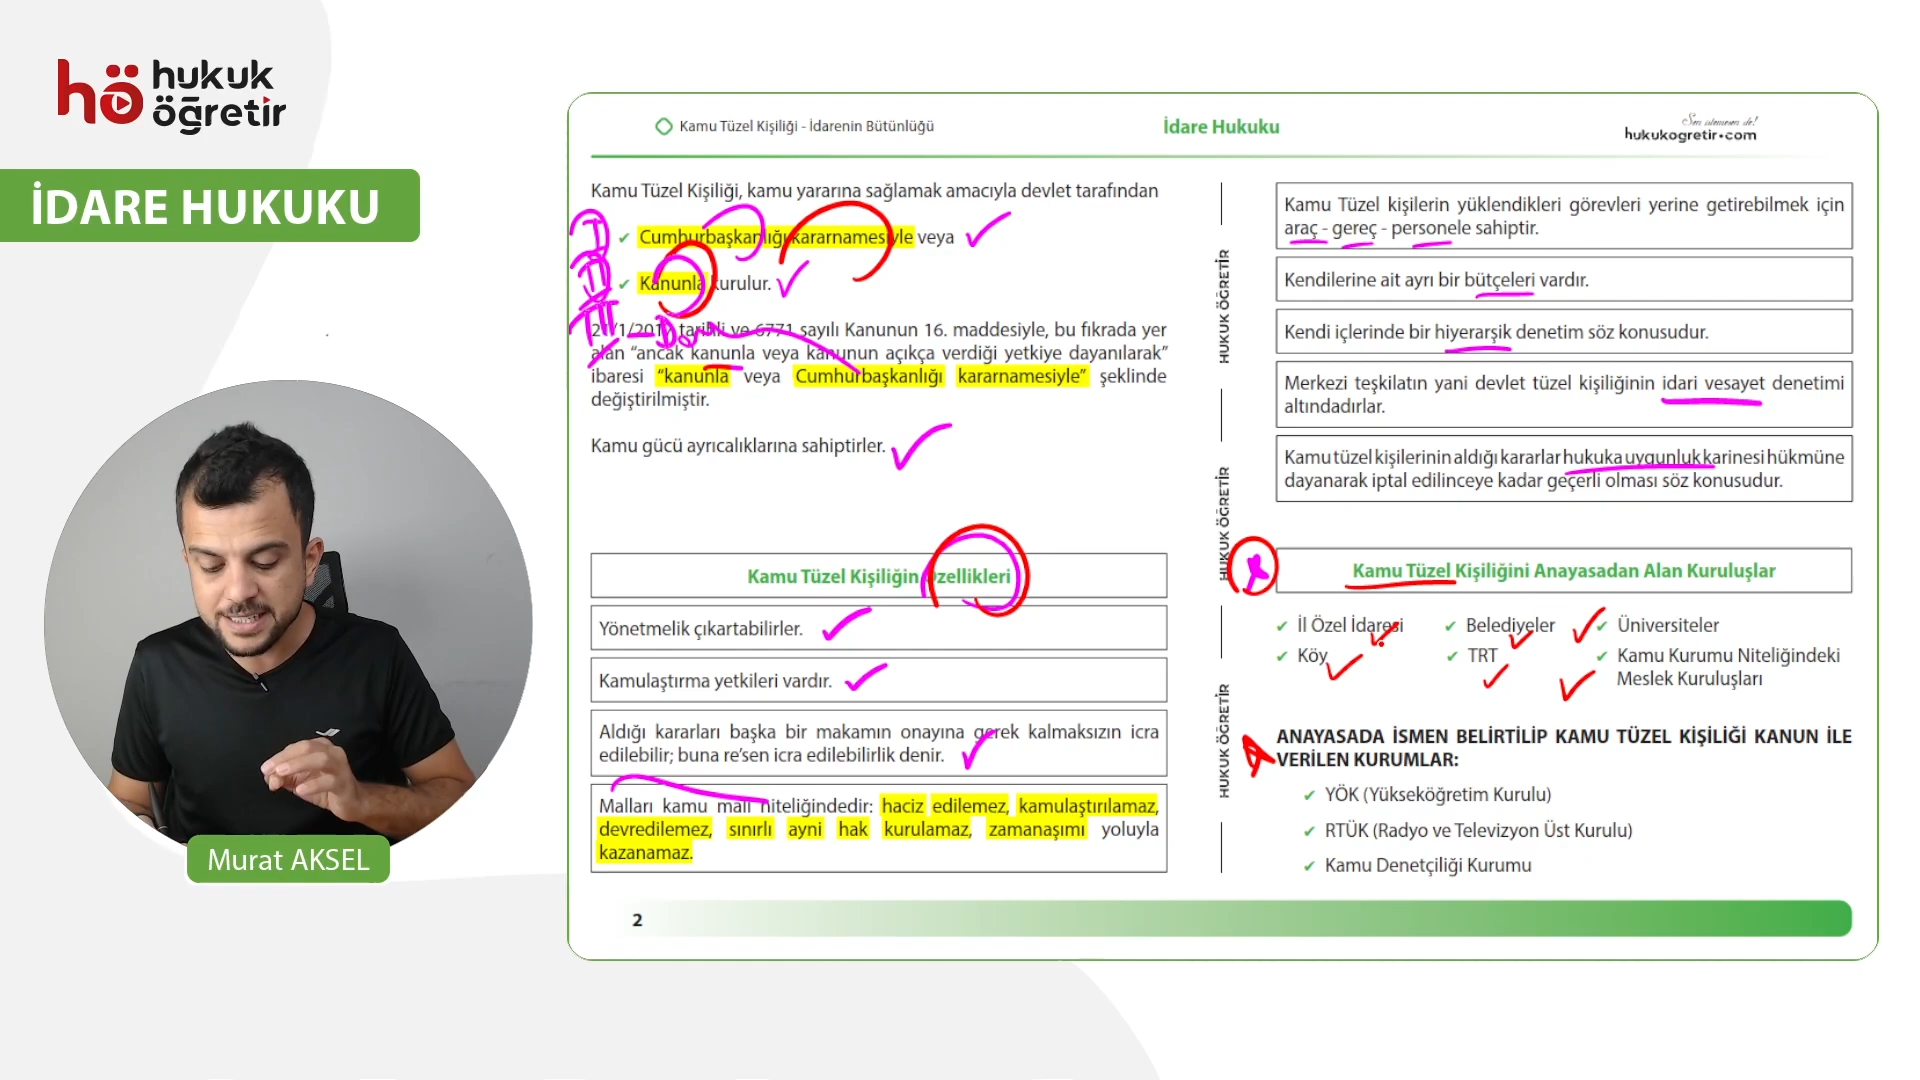 hö hukuk
öğretir
İDARE HUKUKU
Murat AKSEL
Kamu Tüzel Kişiliği - İdarenin Bütünlüğü
İdare Hukuku
Sen istemesen de!
hukukogretir•com
Kamu Tüzel Kişiliği, kamu yararına sağlamak amacıyla devlet tarafından
I
✔ Cumhurbaşkanlığı kararnamesiyle veya
II
✔ Kanunla kurulur.
III
tarihli ve 6771 sayılı Kanunun 16. maddesiyle, bu fıkrada yer
alan “ancak kanunla veya kanunun açıkça verdiği yetkiye dayanılarak”
ibaresi “kanunla veya Cumhurbaşkanlığı kararnamesiyle” şeklinde
değiştirilmiştir.
Kamu gücü ayrıcalıklarına sahiptirler.
Kamu Tüzel Kişiliğin Özellikleri
Yönetmelik çıkartabilirler.
Kamulaştırma yetkileri vardır.
Aldığı kararları başka bir makamın onayına gerek kalmaksızın icra
edilebilir; buna re’sen icra edilebilirlik denir.
Malları kamu malı niteliğindedir: haciz edilemez, kamulaştırılamaz,
devredilemez, sınırlı ayni hak kurulamaz, zamanaşımı yoluyla
kazanamaz.
2
HUKUK ÖĞRETİR
HUKUK ÖĞRETİR
HUKUK ÖĞRETİR
Kamu Tüzel kişilerin yüklendikleri görevleri yerine getirebilmek için
araç - gereç - personele sahiptir.
Kendilerine ait ayrı bir bütçeleri vardır.
Kendi içlerinde bir hiyerarşik denetim söz konusudur.
Merkezi teşkilatın yani devlet tüzel kişiliğinin idari vesayet denetimi
altındadırlar.
Kamu tüzel kişilerinin aldığı kararlar hukuka uygunluk karinesi hükmüne
dayanarak iptal edilinceye kadar geçerli olması söz konusudur.
Kamu Tüzel Kişiliğini Anayasadan Alan Kuruluşlar
✔ İl Özel İdaresi ✔ Belediyeler ✔ Üniversiteler
✔ Köy ✔ TRT ✔ Kamu Kurumu Niteliğindeki
Meslek Kuruluşları
ANAYASADA İSMEN BELİRTİLİP KAMU TÜZEL KİŞİLİĞİ KANUN İLE
VERİLEN KURUMLAR:
✔ YÖK (Yükseköğretim Kurulu)
✔ RTÜK (Radyo ve Televizyon Üst Kurulu)
✔ Kamu Denetçiliği Kurumu